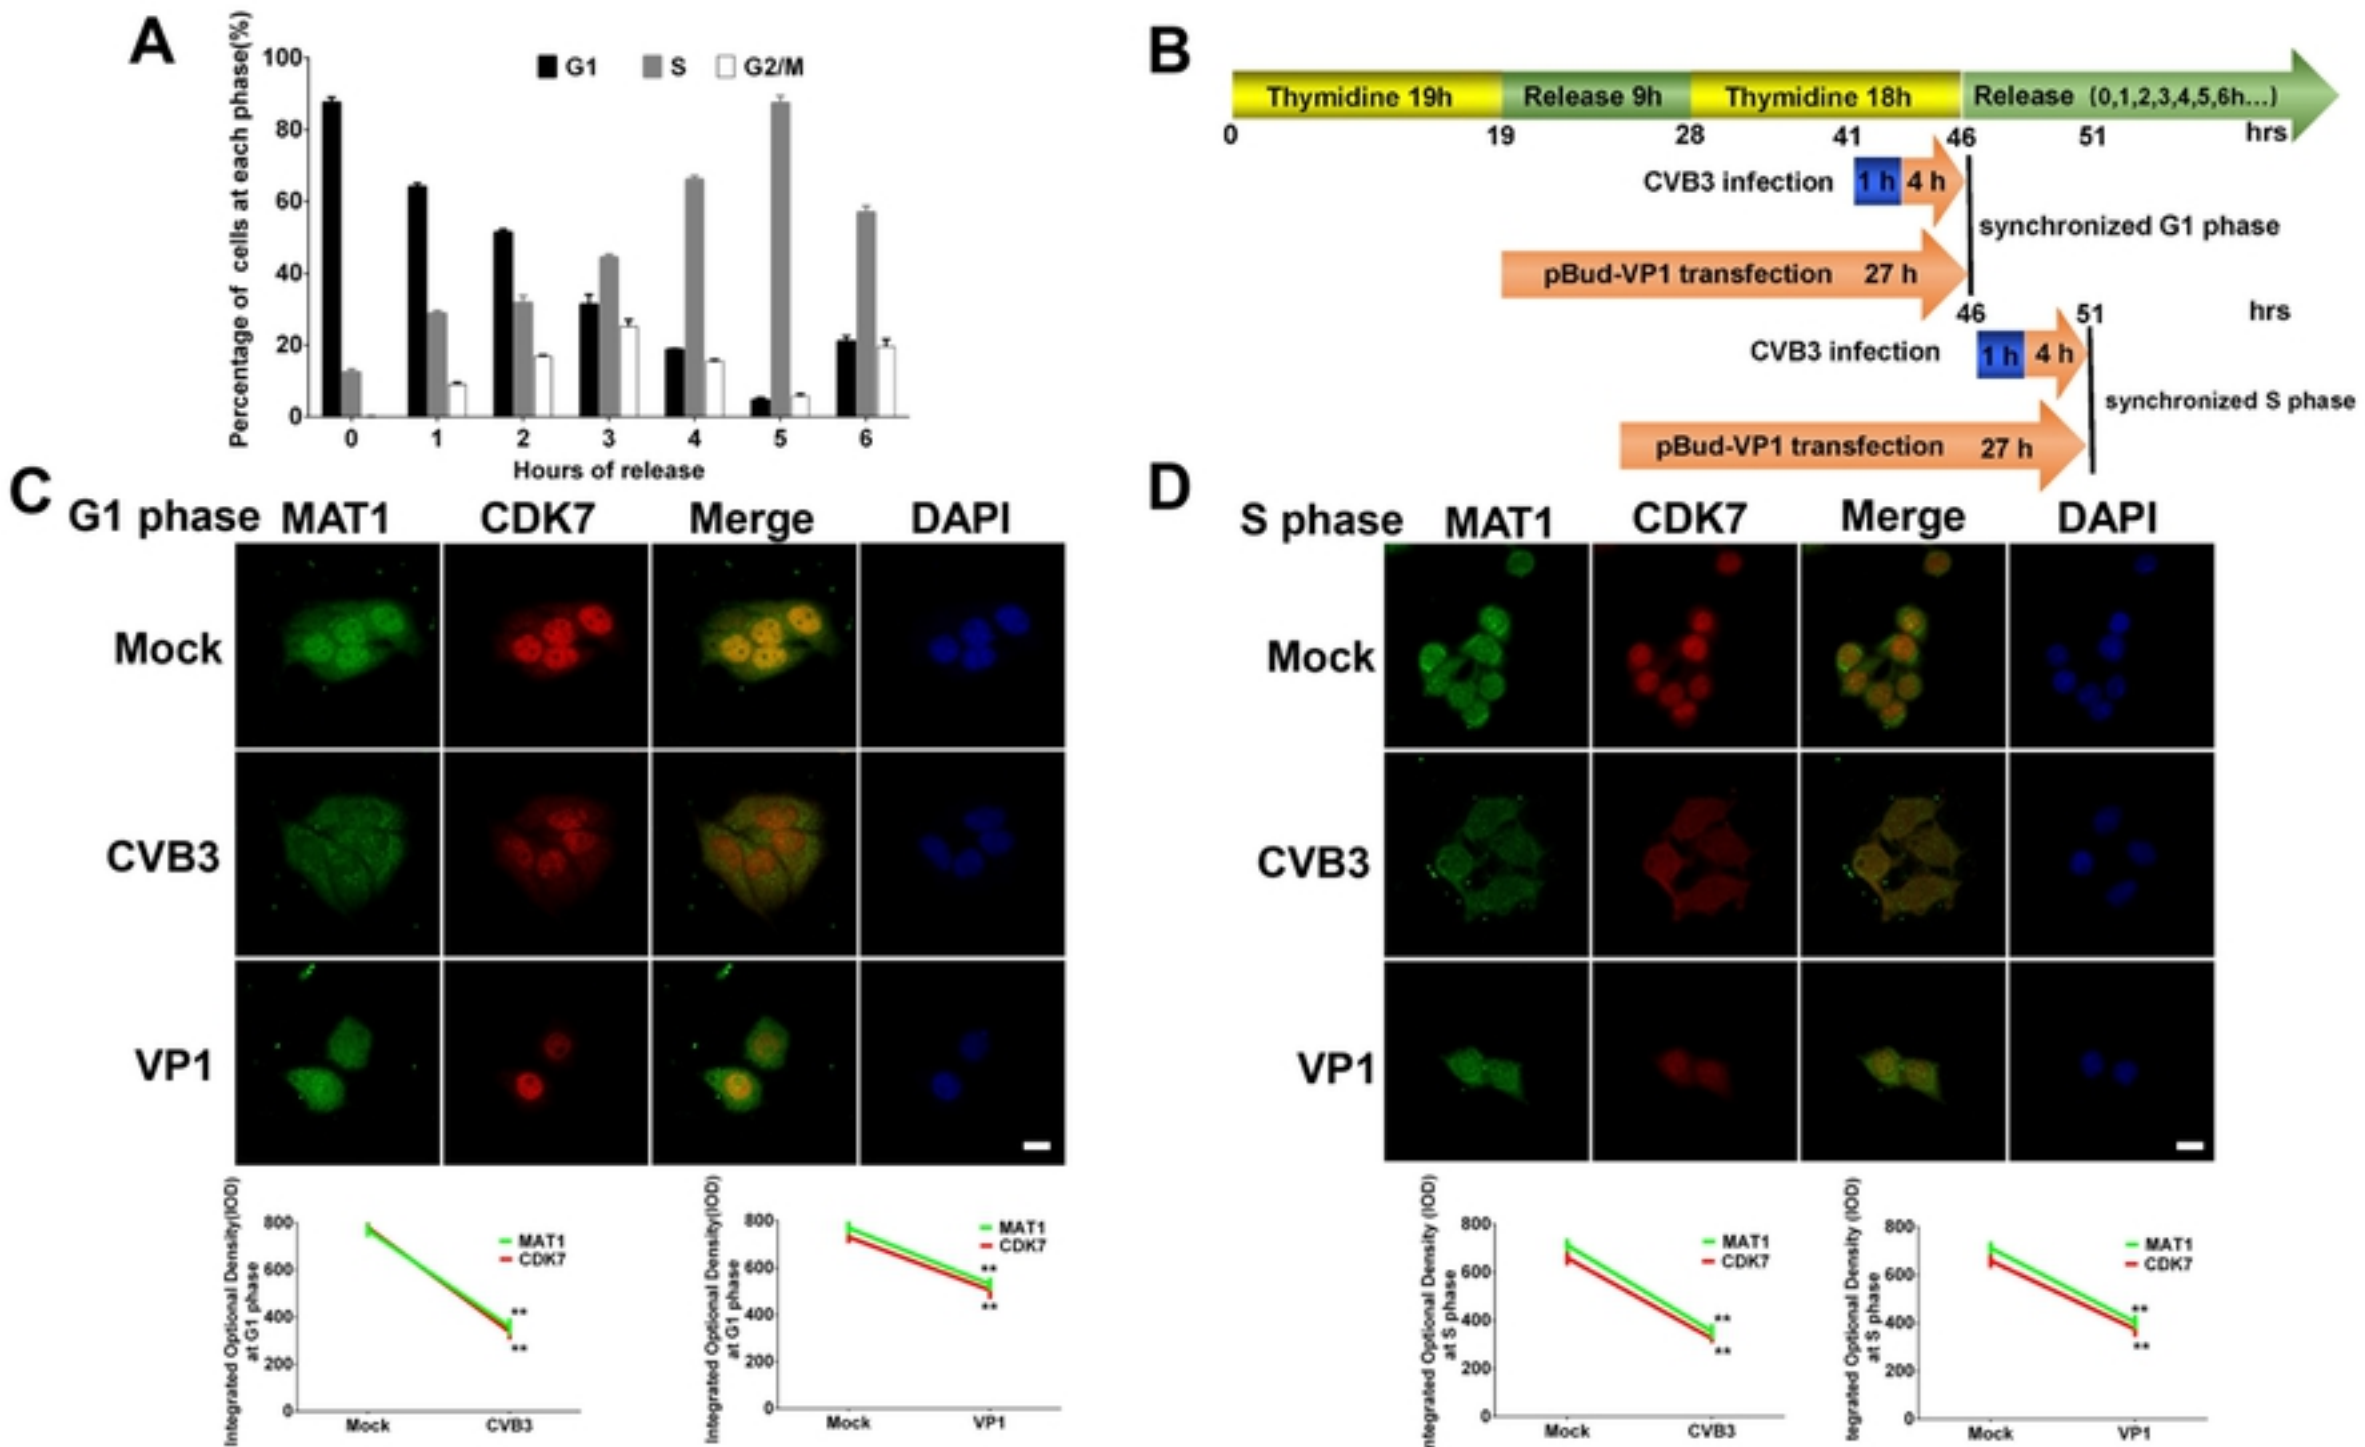 A
Percentage of cells at each phase(%)
100
80
60
40
20
0
G1 S G2/M
0 1 2 3 4 5 6
Hours of release
B
Thymidine 19h Release 9h Thymidine 18h Release (0,1,2,3,4,5,6h...)
0 19 28 41 46 51 hrs
CVB3 infection 1 h 4 h
synchronized G1 phase
pBud-VP1 transfection 27 h
46 51 hrs
CVB3 infection 1 h 4 h
synchronized S phase
pBud-VP1 transfection 27 h
C
G1 phase MAT1 CDK7 Merge DAPI
Mock
CVB3
VP1
Integrated Optional Density(IOD)
at G1 phase
800
600
400
200
0
MAT1
CDK7
**
**
Mock CVB3
Integrated Optional Density(IOD)
at G1 phase
800
600
400
200
0
MAT1
CDK7
**
**
Mock VP1
D
S phase MAT1 CDK7 Merge DAPI
Mock
CVB3
VP1
ntegrated Optional Density (IOD)
at S phase
800
600
400
200
0
MAT1
CDK7
**
**
Mock CVB3
tegrated Optional Density (IOD)
at S phase
800
600
400
200
0
MAT1
CDK7
**
**
Mock VP1